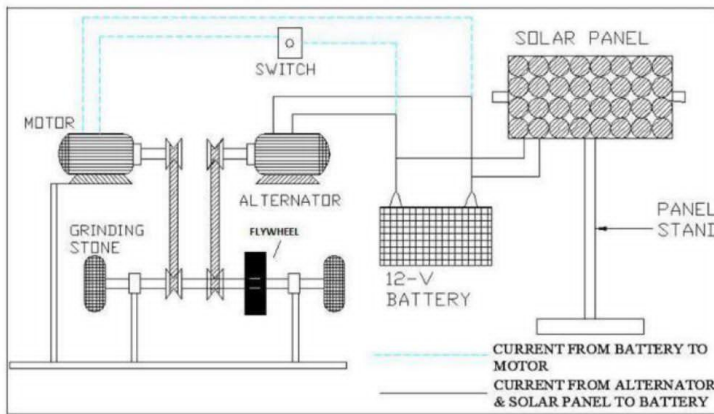 SOLAR PANEL
SWITCH
MOTOR
ALTERNATOR
GRINDING
STONE
FLYWHEEL
12-V
BATTERY
PANEL
STAND
CURRENT FROM BATTERY TO
MOTOR
CURRENT FROM ALTERNATOR
& SOLAR PANEL TO BATTERY